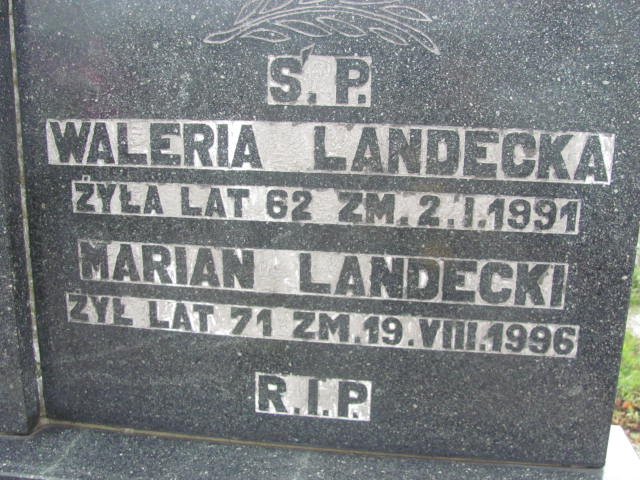 Ś.P.
WALERIA LANDECKA
ŻYŁA LAT 62 ZM.2.I.1991
MARIAN LANDECKI
ŻYŁ LAT 71 ZM.19.VIII.1996
R.I.P.